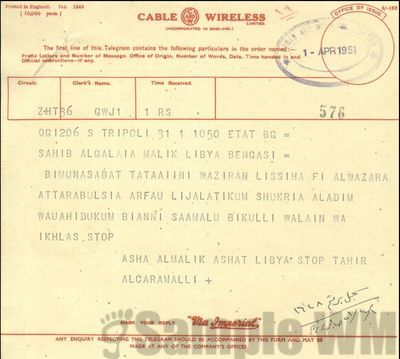 Printed in England. Feb. 1944
(10,000 pads.)
CABLE AND WIRELESS
LIMITED.
(INCORPORATED IN ENGLAND.)
OFFICE OF ISSUE
The first line of this Telegram contains the following particulars in the order named:—
Prefix Letters and Number of Message, Office of Origin, Number of Words, Date, Time handed in and
Official instructions—if any.
1 - APR 1951
Circuit. Clerk's Name. Time Received.
ZHT36 GWJ1 1 RS 576
OGI206 S TRIPOLI 31 1 1050 ETAT BG =
SAHIB ALGALAIA MALIK LIBYA BENGASI =
BIMUNASABAT TATAAIINI WAZIRAN LISSIHA FI ALWAZARA
ATTARABULSIA ARFAU LIJALATIKUM SHUKRIA ALADIM
WAUAHIDUKUM BIANNI SAAMALU BIKULLI WALAIN WA
IKHLAS. STOP
ASHA ALMALIK ASHAT LIBYA STOP TAHIR
ALCARAMALLI +
MARK YOUR REPLY "Via Imperial"
ANY ENQUIRY RESPECTING THIS TELEGRAM SHOULD BE ACCOMPANIED BY THIS FORM AND MAY BE
MADE AT ANY OF THE COMPANY'S OFFICES.